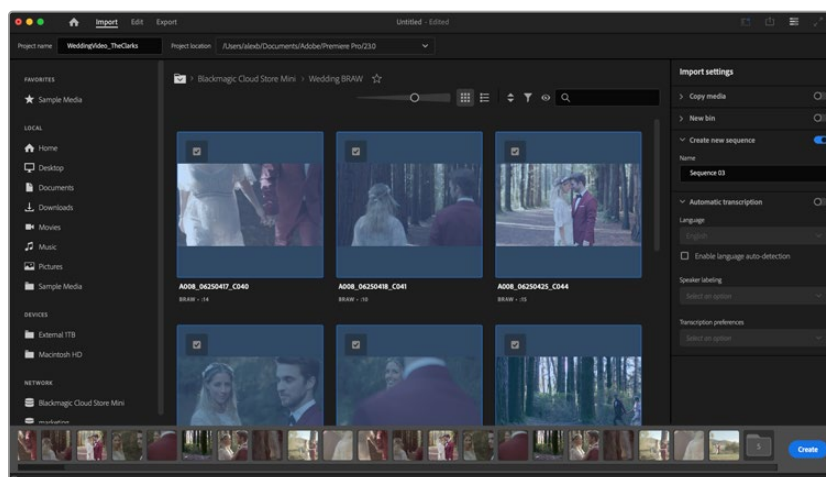 Import
Edit
Export
Untitled - Edited
Project name
WeddingVideo_TheClarks
Project location
/Users/alexb/Documents/Adobe/Premiere Pro/23.0
FAVORITES
Sample Media
LOCAL
Home
Desktop
Documents
Downloads
Movies
Music
Pictures
Sample Media
DEVICES
External 1TB
Macintosh HD
NETWORK
Blackmagic Cloud Store Mini
marketing
Blackmagic Cloud Store Mini > Wedding BRAW
A008_06250417_C040
BRAW • :14
A008_06250418_C041
BRAW • :10
A008_06250425_C044
BRAW • :15
Import settings
Copy media
New bin
Create new sequence
Name
Sequence 03
Automatic transcription
Language
English
Enable language auto-detection
Speaker labeling
Select an option
Transcription preferences
Select an option
5
Create